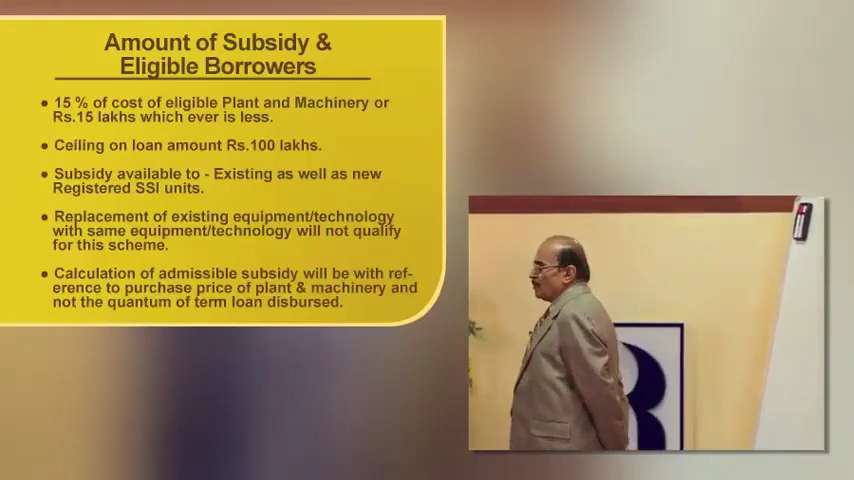 Amount of Subsidy &
Eligible Borrowers
● 15 % of cost of eligible Plant and Machinery or
Rs.15 lakhs which ever is less.
● Ceiling on loan amount Rs.100 lakhs.
● Subsidy available to - Existing as well as new
Registered SSI units.
● Replacement of existing equipment/technology
with same equipment/technology will not qualify
for this scheme.
● Calculation of admissible subsidy will be with ref-
erence to purchase price of plant & machinery and
not the quantum of term loan disbursed.